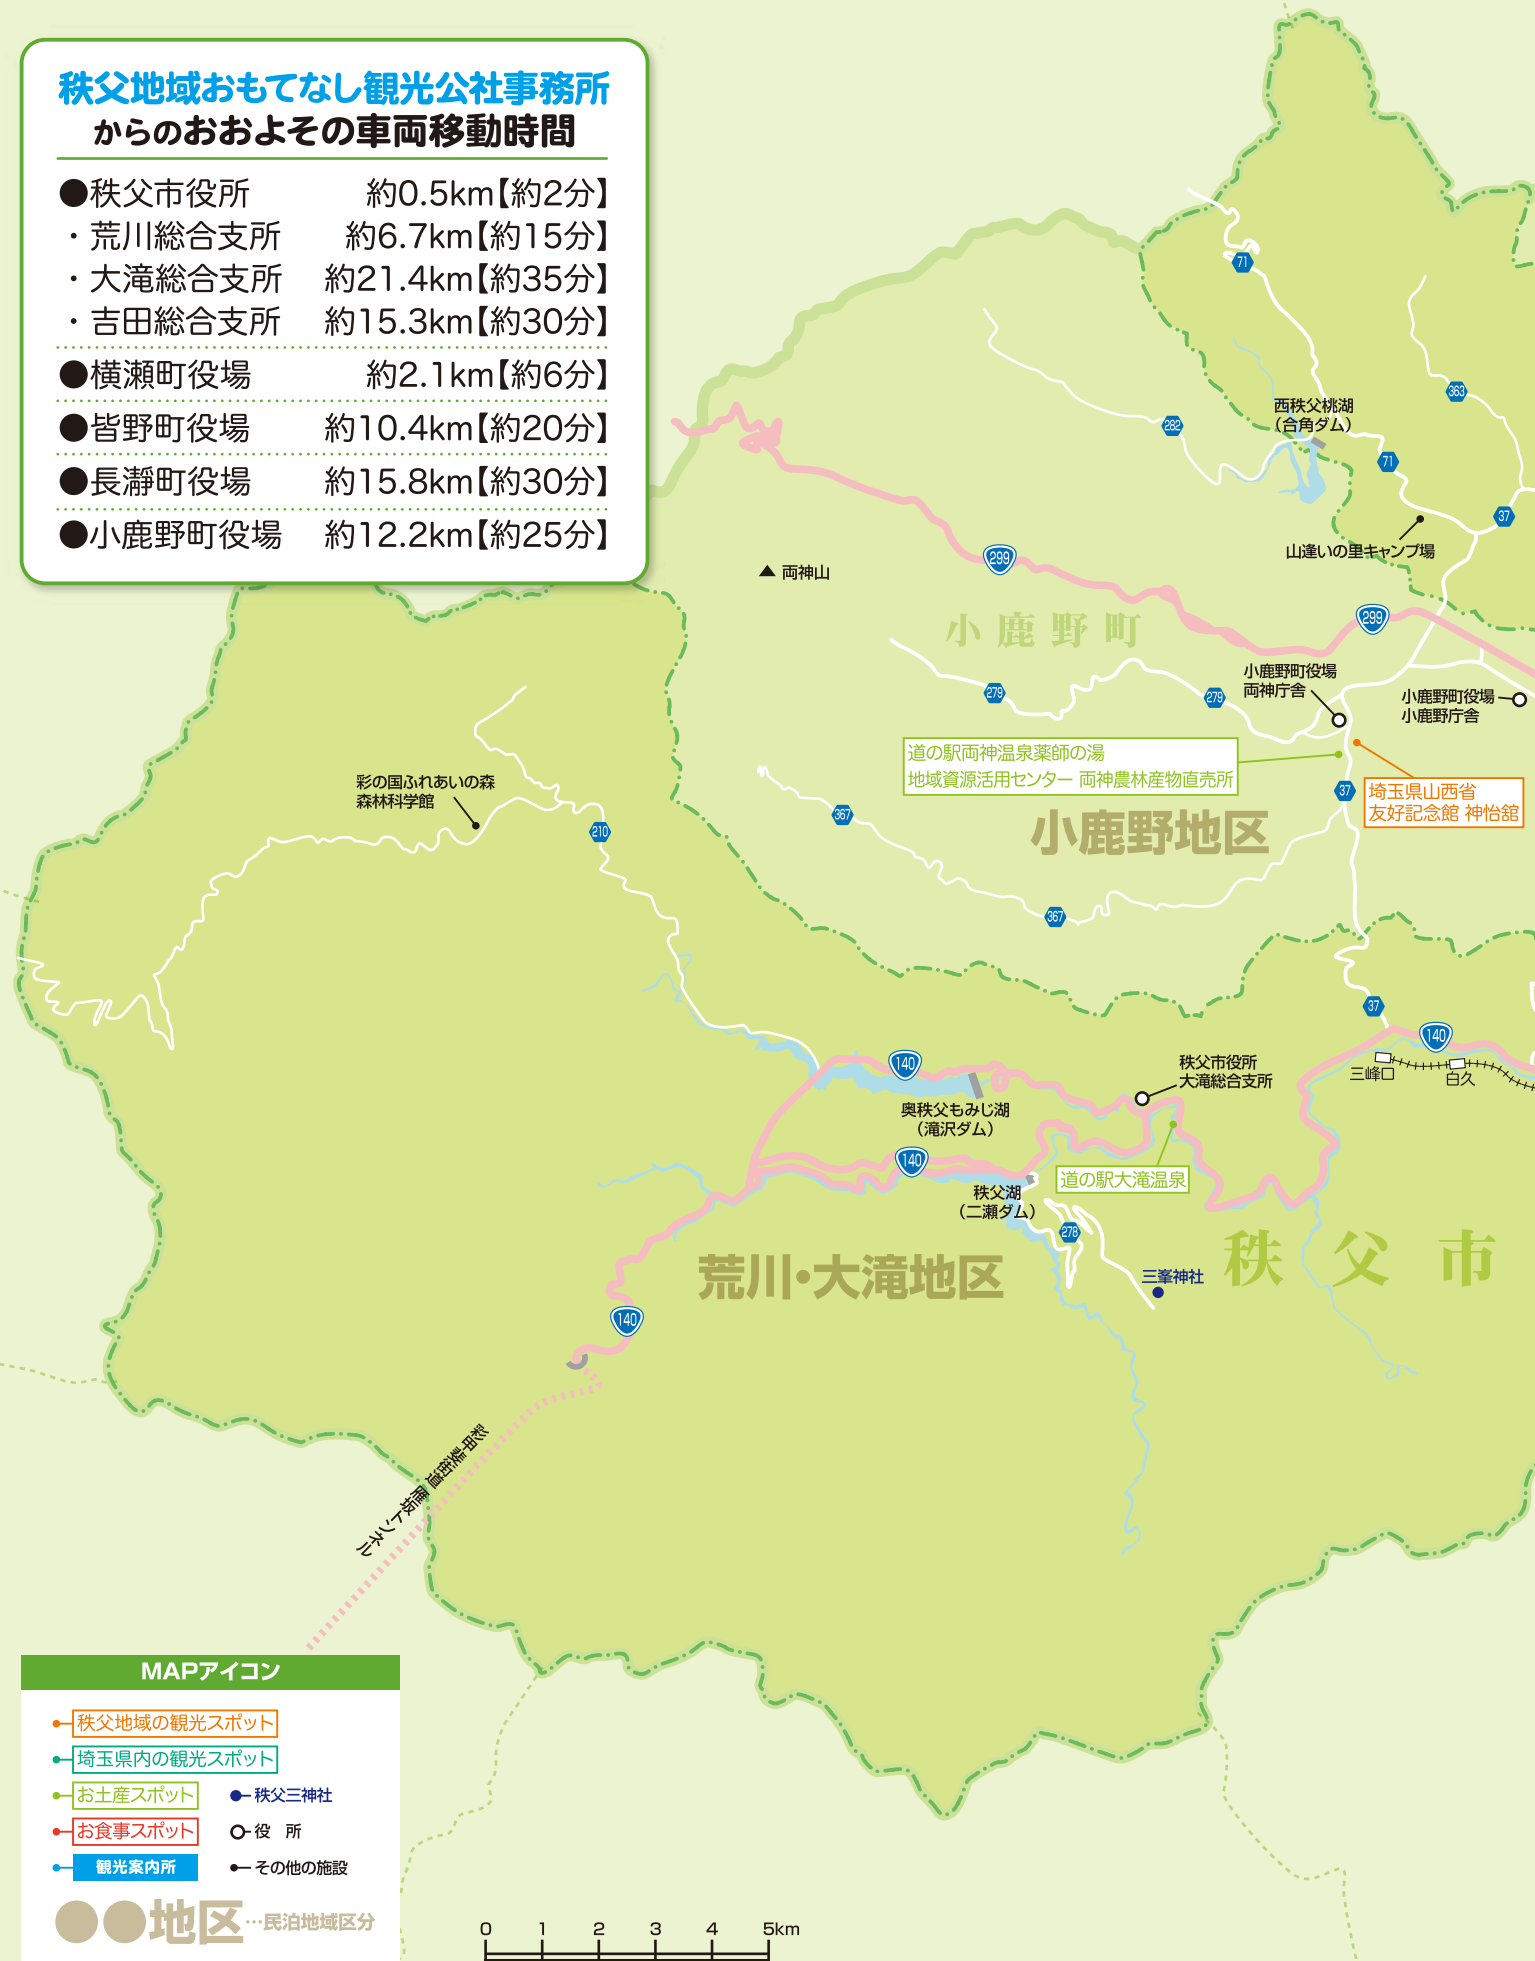 秩父地域おもてなし観光公社事務所
からのおおよその車両移動時間
●秩父市役所 約0.5km【約2分】
・荒川総合支所 約6.7km【約15分】
・大滝総合支所 約21.4km【約35分】
・吉田総合支所 約15.3km【約30分】
●横瀬町役場 約2.1km【約6分】
●皆野町役場 約10.4km【約20分】
●長瀞町役場 約15.8km【約30分】
●小鹿野町役場 約12.2km【約25分】
71
363
西秩父桃湖
（合角ダム）
282
71
37
山逢いの里キャンプ場
299
両神山
299
小鹿野町
小鹿野町役場
両神庁舎
279
279
小鹿野町役場
小鹿野庁舎
道の駅両神温泉薬師の湯
地域資源活用センター 両神農林産物直売所
37
埼玉県山西省
友好記念館 神怡舘
彩の国ふれあいの森
森林科学館
210
367
小鹿野地区
367
37
140
140
三峰口
白久
秩父市役所
大滝総合支所
奥秩父もみじ湖
（滝沢ダム）
140
道の駅大滝温泉
秩父湖
（二瀬ダム）
278
三峯神社
秩父市
荒川・大滝地区
140
彩甲斐街道 雁坂トンネル
MAPアイコン
秩父地域の観光スポット
埼玉県内の観光スポット
お土産スポット
秩父三神社
お食事スポット
役 所
観光案内所
その他の施設
●●地区…民泊地域区分
0 1 2 3 4 5km